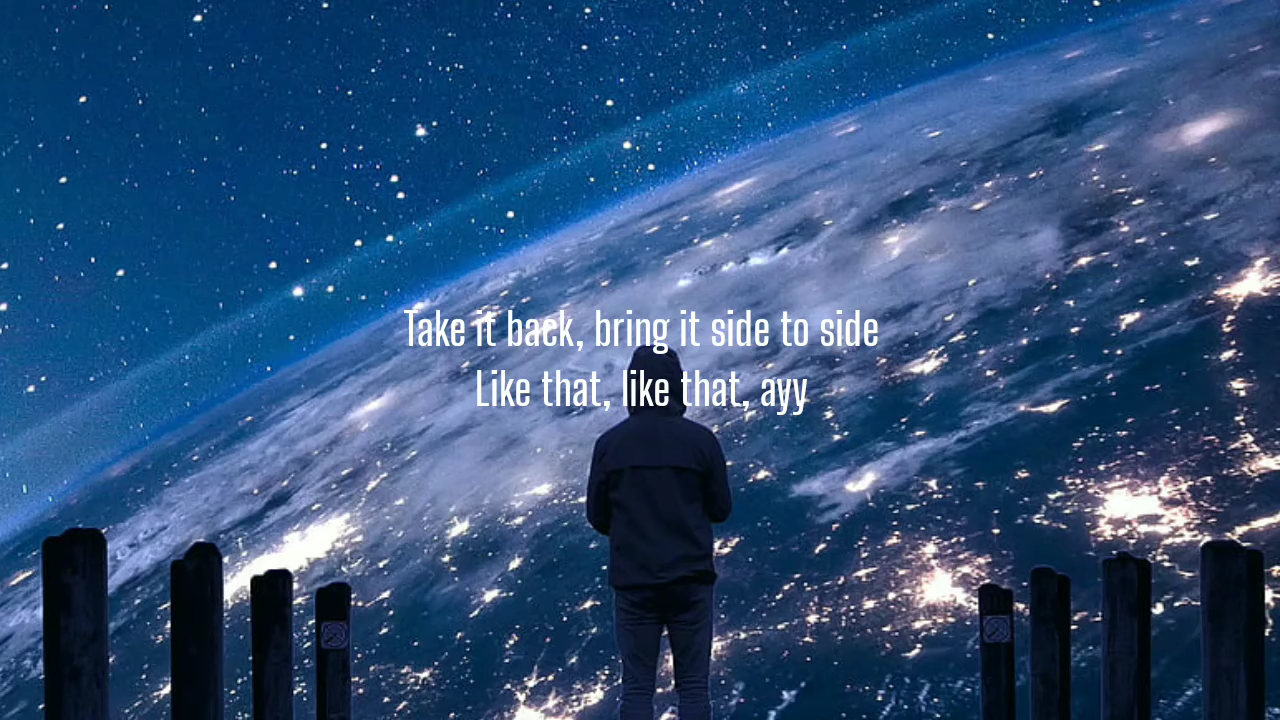 Take it back, bring it side to side
Like that, like that, ayy